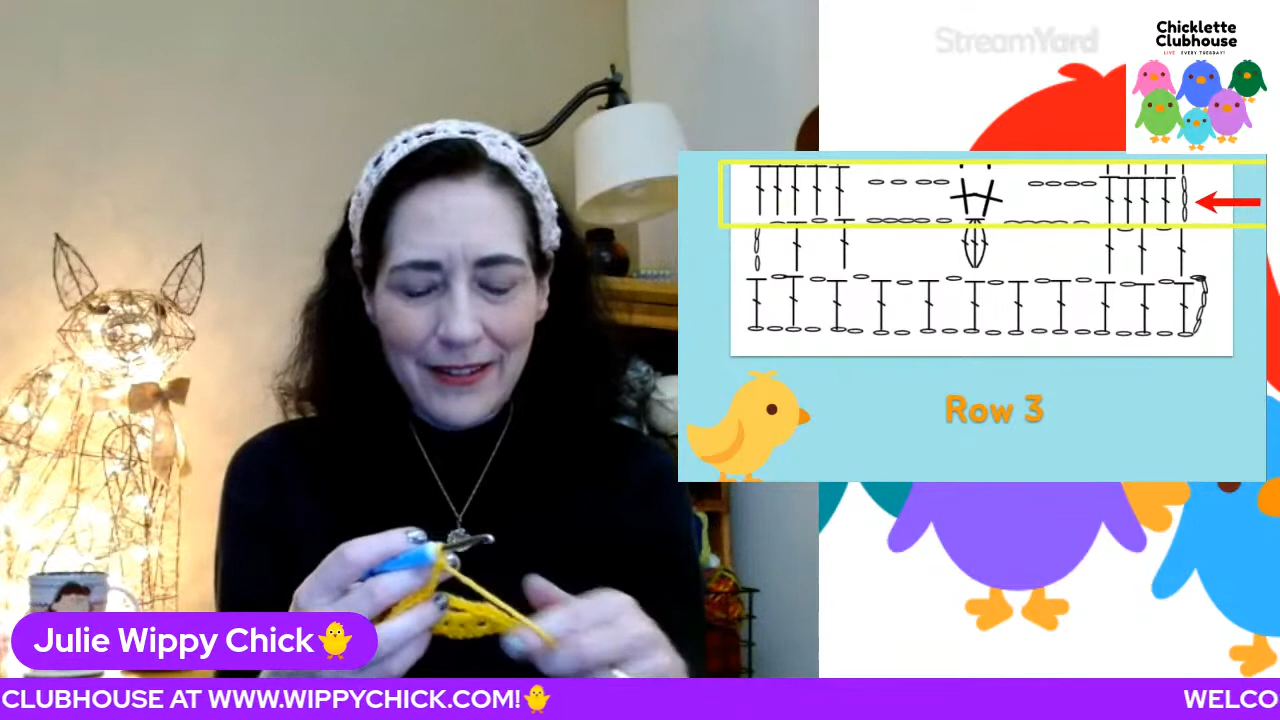 StreamYard
Chicklette
Clubhouse
LIVE EVERY TUESDAY!
Row 3
Julie Wippy Chick🐥
CLUBHOUSE AT WWW.WIPPYCHICK.COM!🐥 WELCO